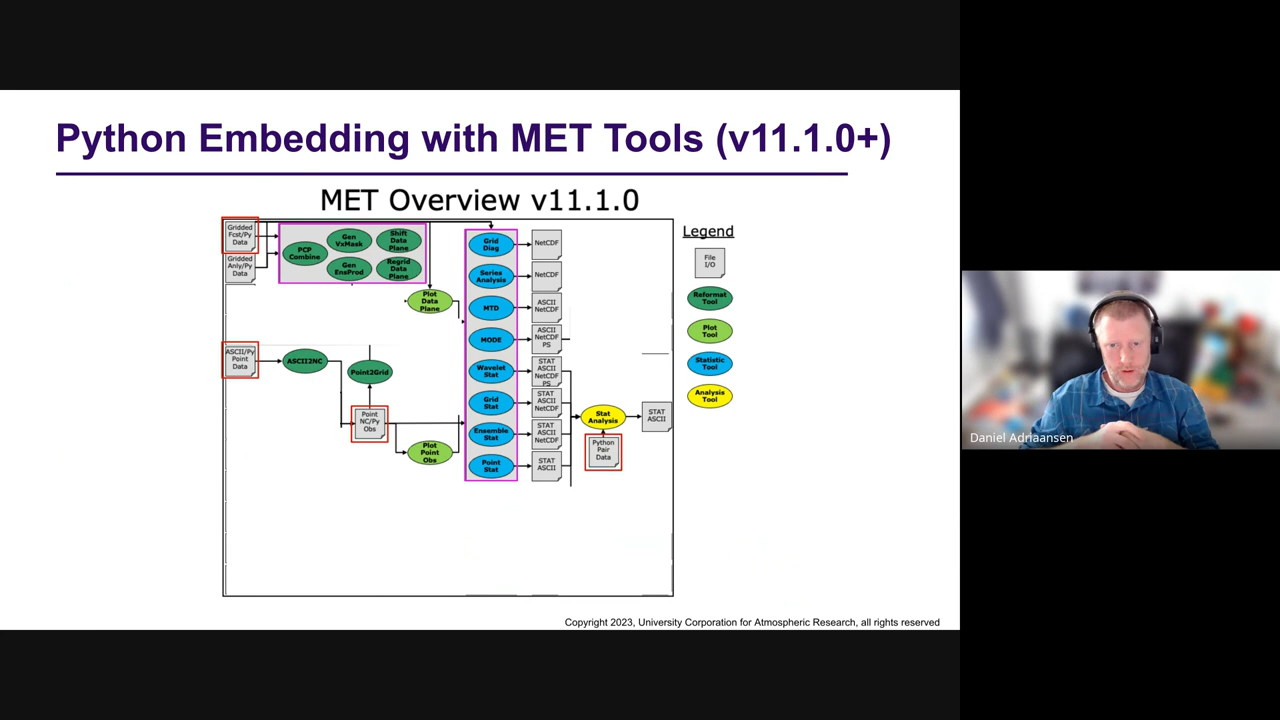 Python Embedding with MET Tools (v11.1.0+)
MET Overview v11.1.0
Gridded
Fcst/Py
Data
Gridded
Anly/Py
Data
PCP
Combine
Gen
VxMask
Shift
Data
Plane
Gen
EnsProd
Regrid
Data
Plane
Plot
Data
Plane
ASCII/Py
Point
Data
ASCII2NC
Point2Grid
Point
NC/Py
Obs
Plot
Point
Obs
Grid
Diag
Series
Analysis
MTD
MODE
Wavelet
Stat
Grid
Stat
Ensemble
Stat
Point
Stat
NetCDF
NetCDF
ASCII
NetCDF
ASCII
NetCDF
PS
STAT
ASCII
NetCDF
PS
STAT
ASCII
NetCDF
STAT
ASCII
NetCDF
STAT
ASCII
Stat
Analysis
Python
Pair
Data
STAT
ASCII
Legend
File
I/O
Reformat
Tool
Plot
Tool
Statistic
Tool
Analysis
Tool
Copyright 2023, University Corporation for Atmospheric Research, all rights reserved
Daniel Adriaansen